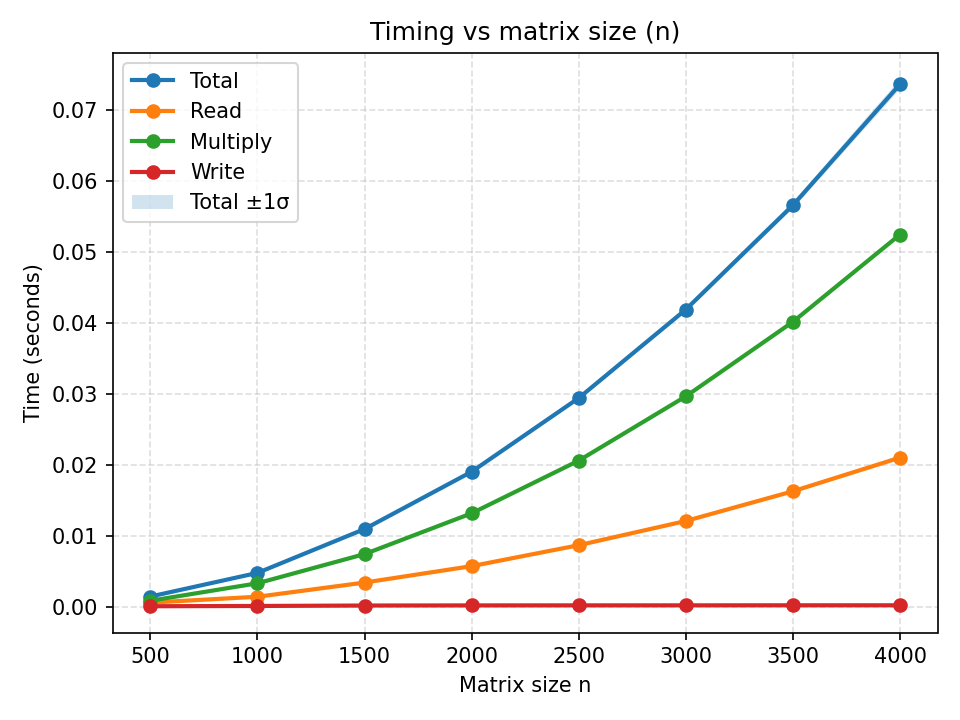 Timing vs matrix size (n)
Total
Read
Multiply
Write
Total ±1σ
Time (seconds)
0.07
0.06
0.05
0.04
0.03
0.02
0.01
0.00
500 1000 1500 2000 2500 3000 3500 4000
Matrix size n